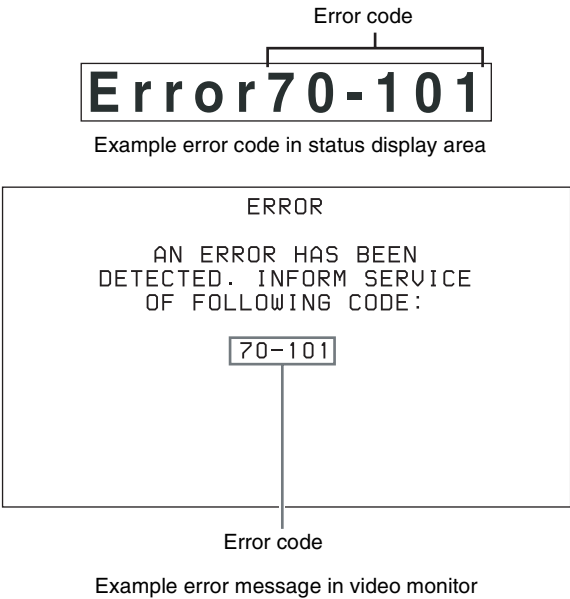 Error code
Error70-101
Example error code in status display area
ERROR
AN ERROR HAS BEEN
DETECTED. INFORM SERVICE
OF FOLLOWING CODE:
70-101
Error code
Example error message in video monitor